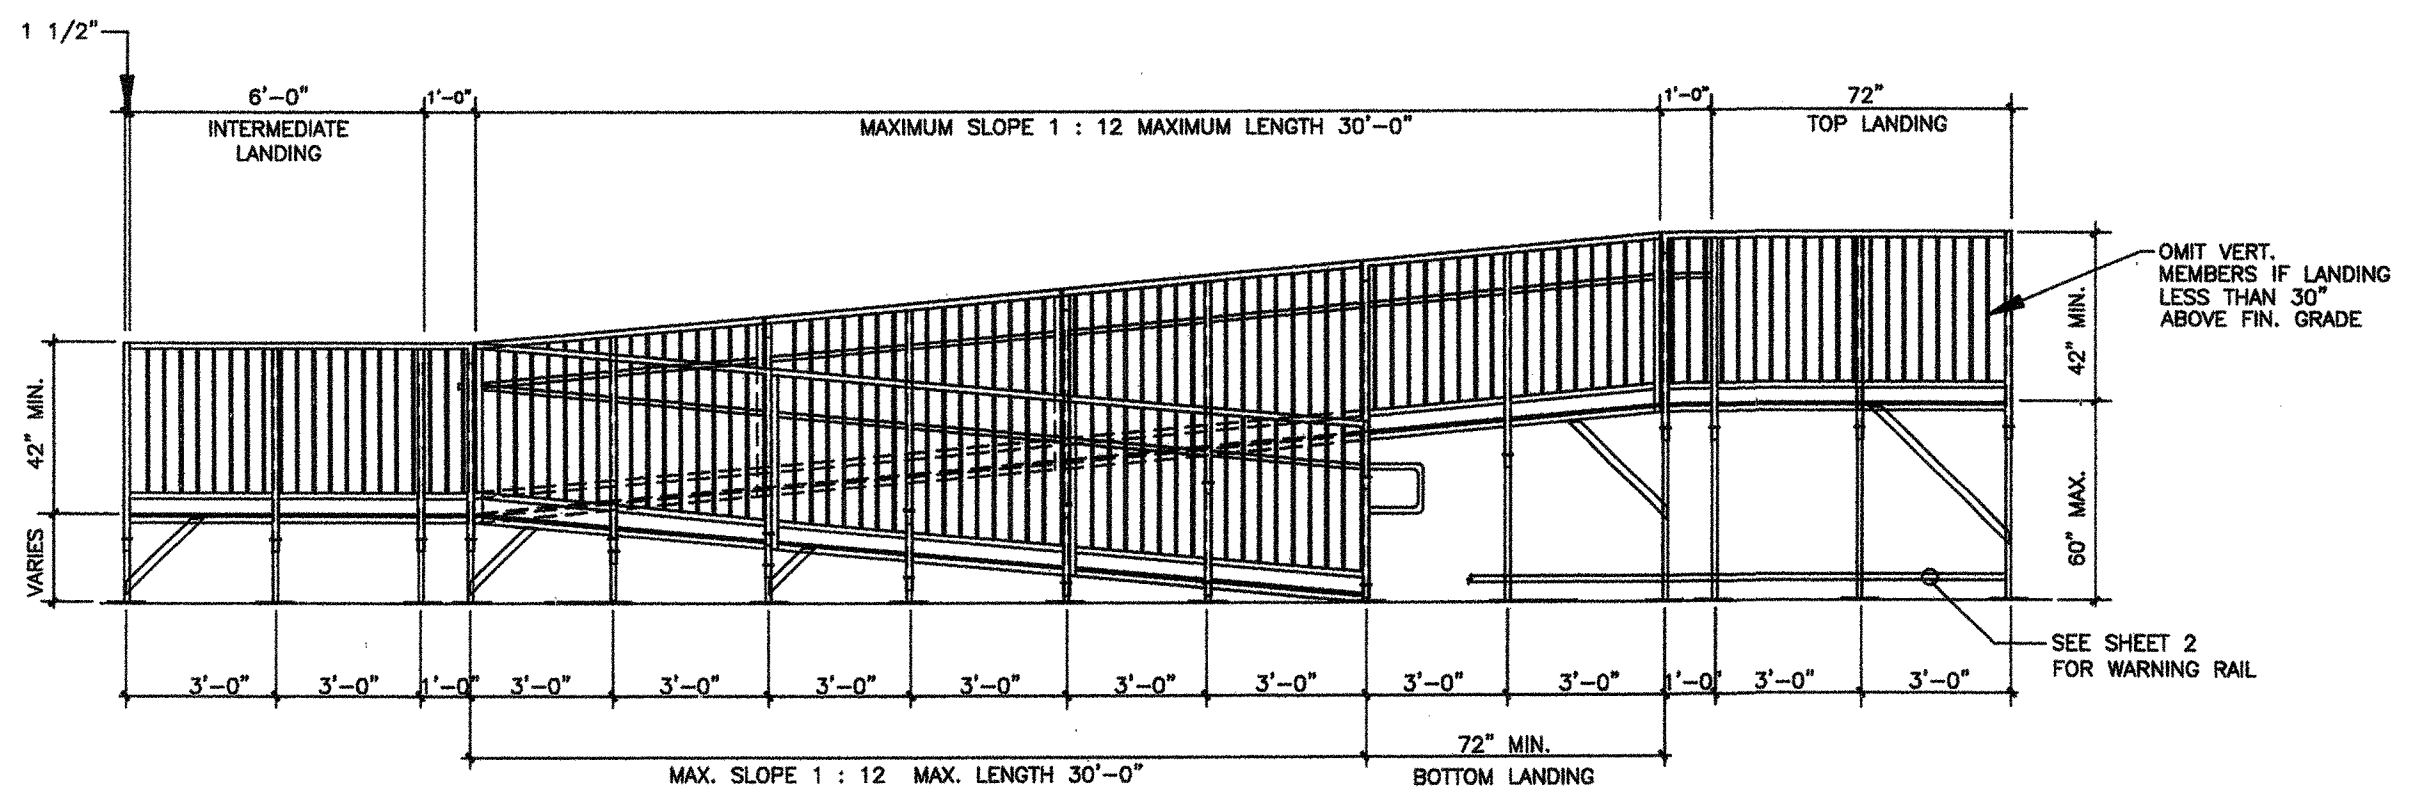 1 1/2"
6'-0"
INTERMEDIATE
LANDING
1'-0"
MAXIMUM SLOPE 1 : 12 MAXIMUM LENGTH 30'-0"
1'-0"
72"
TOP LANDING
42" MIN.
VARIES
42" MIN.
60" MAX.
OMIT VERT.
MEMBERS IF LANDING
LESS THAN 30"
ABOVE FIN. GRADE
SEE SHEET 2
FOR WARNING RAIL
3'-0"
3'-0"
1'-0"
3'-0"
3'-0"
3'-0"
3'-0"
3'-0"
3'-0"
3'-0"
3'-0"
1'-0"
3'-0"
3'-0"
MAX. SLOPE 1 : 12 MAX. LENGTH 30'-0"
72" MIN.
BOTTOM LANDING